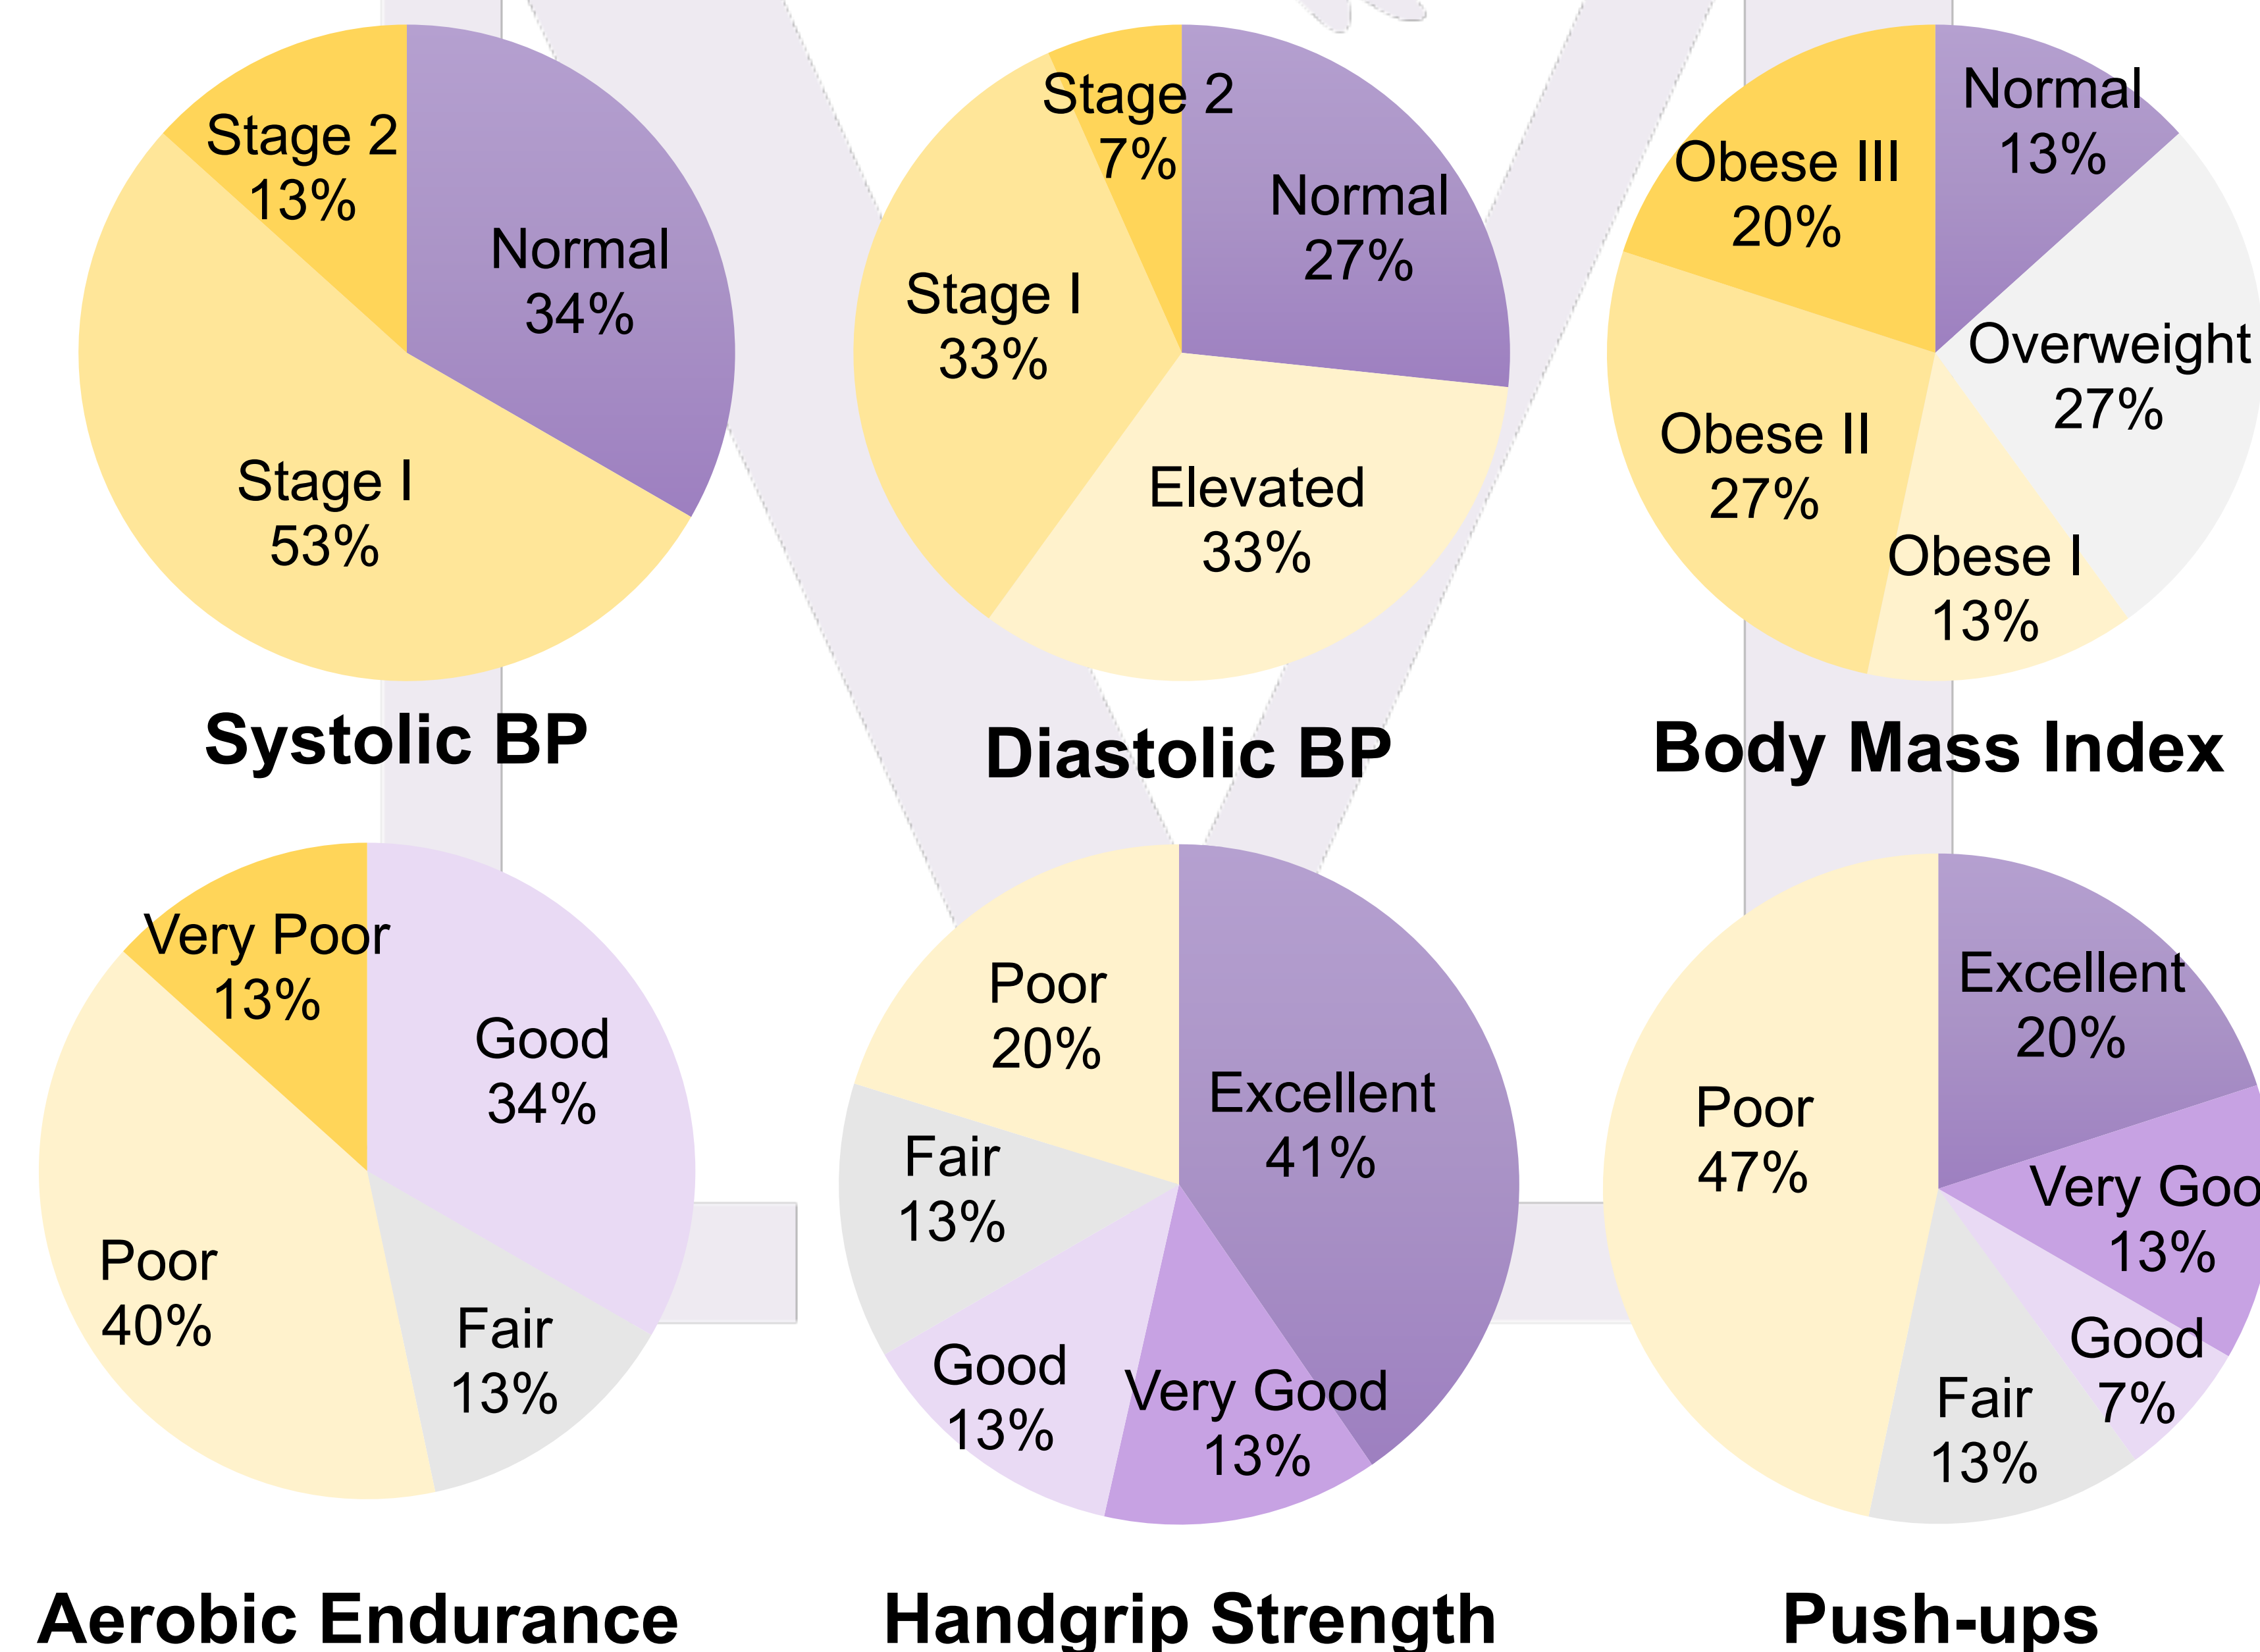 Stage 2
13%
Normal
34%
Stage I
53%
Systolic BP
Stage 2
7%
Normal
27%
Stage I
33%
Elevated
33%
Diastolic BP
Normal
13%
Obese III
20%
Overweight
27%
Obese II
27%
Obese I
13%
Body Mass Index
Very Poor
13%
Good
34%
Poor
40%
Fair
13%
Aerobic Endurance
Poor
20%
Excellent
41%
Fair
13%
Good
13%
Very Good
13%
Handgrip Strength
Excellent
20%
Poor
47%
Very Goo
13%
Good
7%
Fair
13%
Push-ups